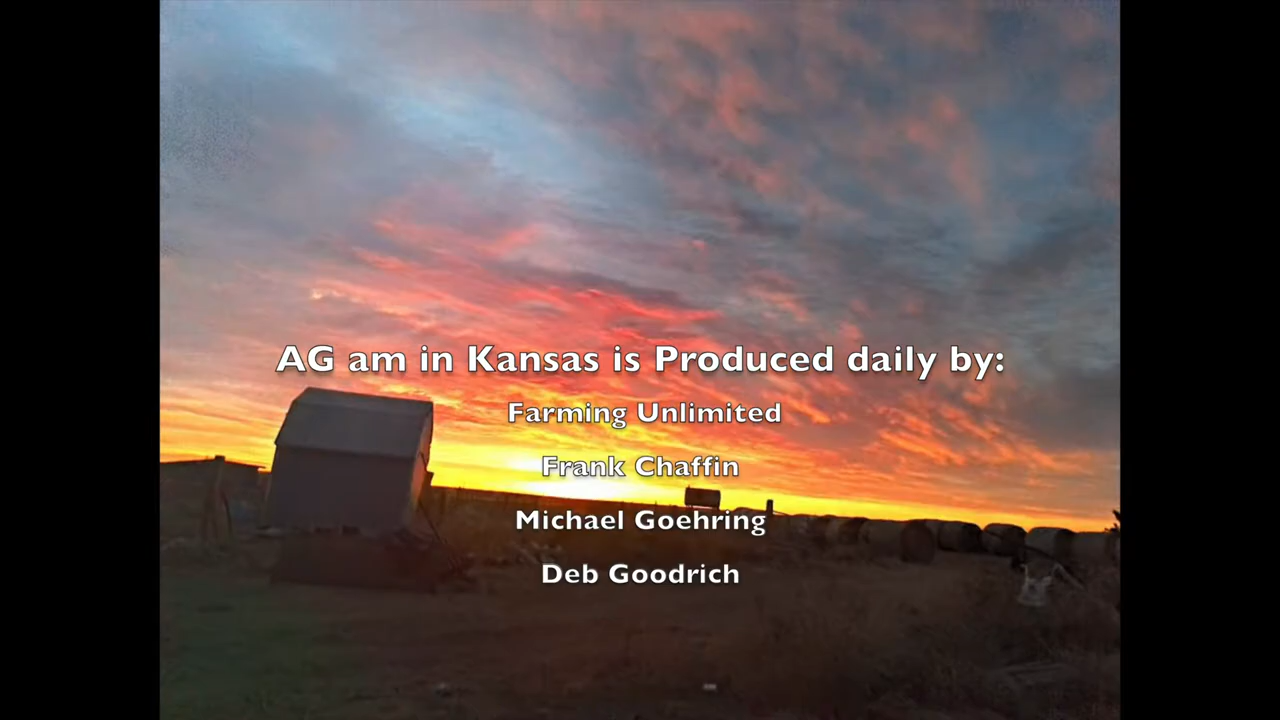 AG am in Kansas is Produced daily by:
Farming Unlimited
Frank Chaffin
Michael Goehring
Deb Goodrich